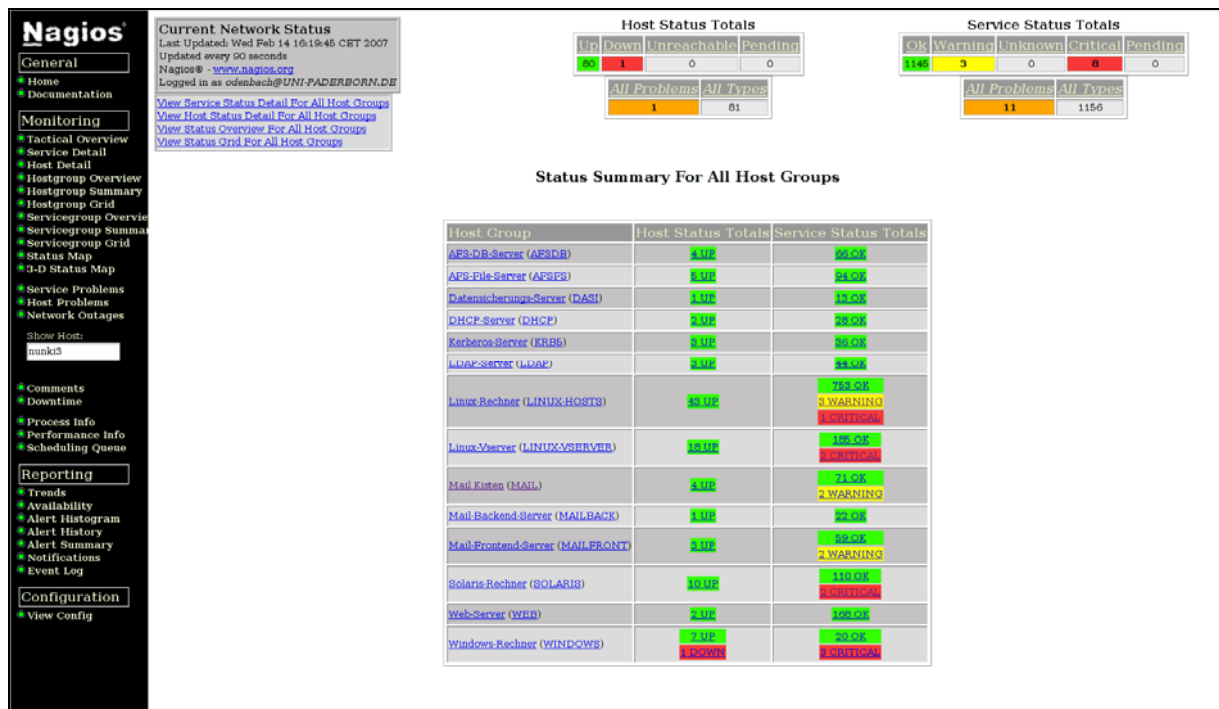 Nagios®
General
Home
Documentation
Monitoring
Tactical Overview
Service Detail
Host Detail
Hostgroup Overview
Hostgroup Summary
Hostgroup Grid
Servicegroup Overvie
Servicegroup Summar
Servicegroup Grid
Status Map
3-D Status Map
Service Problems
Host Problems
Network Outages
Show Host:
nunki3
Comments
Downtime
Process Info
Performance Info
Scheduling Queue
Reporting
Trends
Availability
Alert Histogram
Alert History
Alert Summary
Notifications
Event Log
Configuration
View Config
Current Network Status
Last Updated: Wed Feb 14 16:19:45 CET 2007
Updated every 90 seconds
Nagios® - www.nagios.org
Logged in as odenbach@UNI-PADERBORN.DE
View Service Status Detail For All Host Groups
View Host Status Detail For All Host Groups
View Status Overview For All Host Groups
View Status Grid For All Host Groups
Host Status Totals
Up Down Unreachable Pending
80 1 0 0
All Problems All Types
1 81
Service Status Totals
Ok Warning Unknown Critical Pending
1145 3 0 8 0
All Problems All Types
11 1156
Status Summary For All Host Groups
Host Group Host Status Totals Service Status Totals
AFS-DB-Server (AFSDB) 4 UP 66 OK
AFS-File-Server (AFSFS) 5 UP 94 OK
Datensicherungs-Server (DASI) 1 UP 13 OK
DHCP-Server (DHCP) 2 UP 28 OK
Kerberos-Server (KRB5) 3 UP 36 OK
LDAP-Server (LDAP) 3 UP 44 OK
Linux-Rechner (LINUX-HOSTS) 43 UP 753 OK
3 WARNING
1 CRITICAL
Linux-Vserver (LINUX-VSERVER) 18 UP 185 OK
2 CRITICAL
Mail Kisten (MAIL) 4 UP 71 OK
2 WARNING
Mail-Backend-Server (MAILBACK) 1 UP 22 OK
Mail-Frontend-Server (MAILFRONT) 3 UP 59 OK
2 WARNING
Solaris-Rechner (SOLARIS) 10 UP 110 OK
2 CRITICAL
Web-Server (WEB) 2 UP 168 OK
Windows-Rechner (WINDOWS) 7 UP 20 OK
1 DOWN 3 CRITICAL